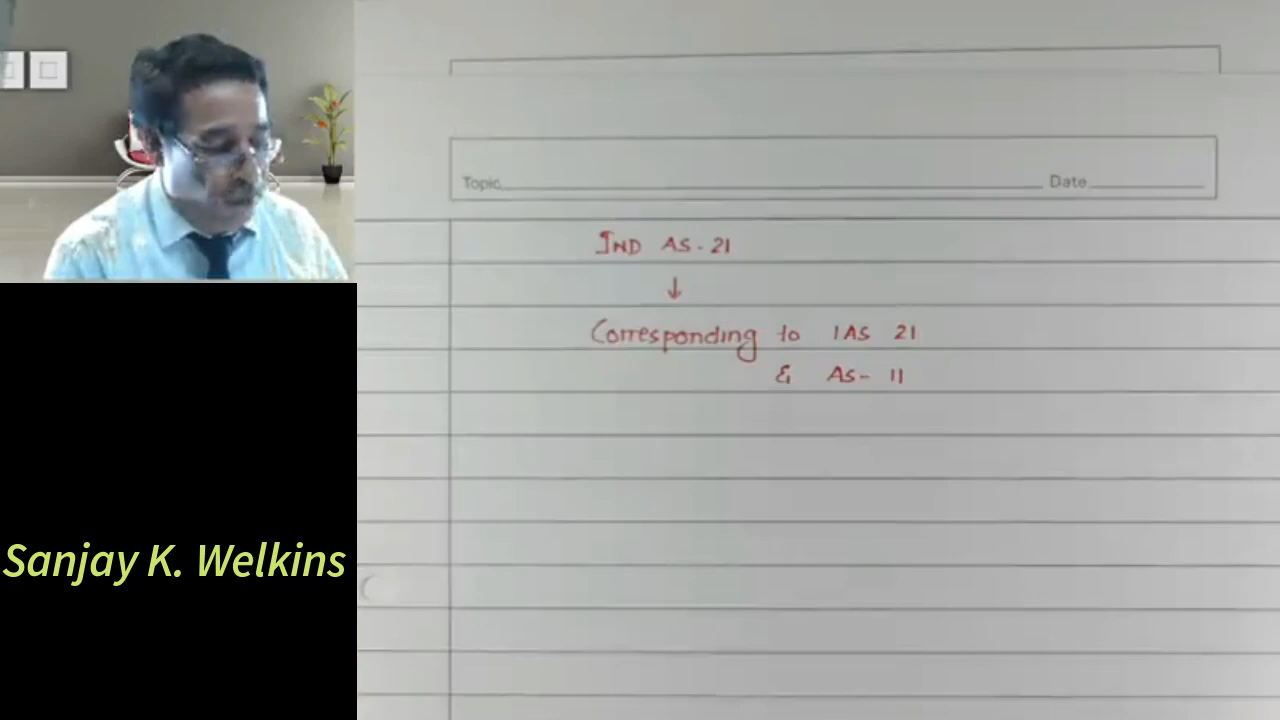 Topic Date
IND AS-21
↓
Corresponding to IAS 21
& AS- 11
Sanjay K. Welkins